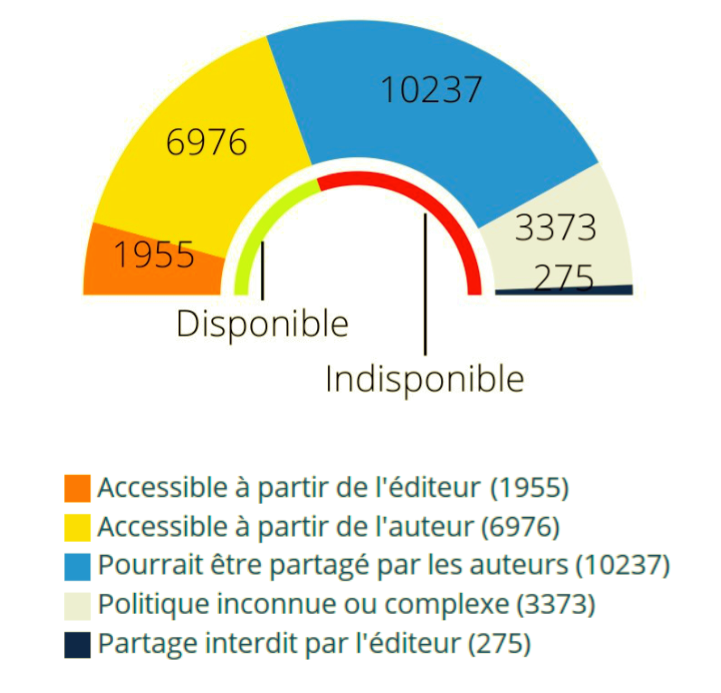 10237
6976
3373
1955
275
Disponible
Indisponible
Accessible à partir de l'éditeur (1955)
Accessible à partir de l'auteur (6976)
Pourrait être partagé par les auteurs (10237)
Politique inconnue ou complexe (3373)
Partage interdit par l'éditeur (275)